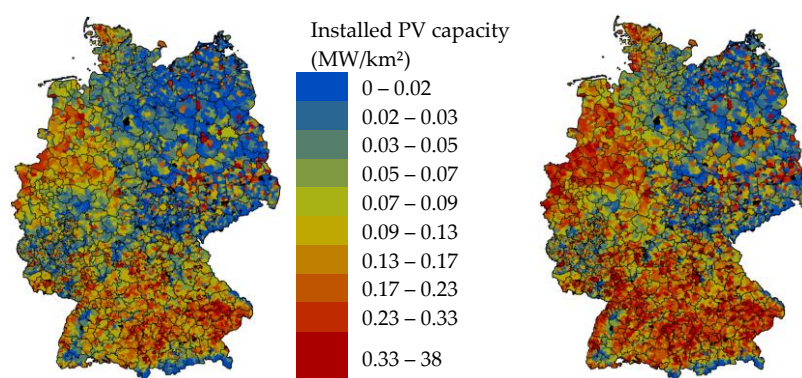 Installed PV capacity
(MW/km²)
0 – 0.02
0.02 – 0.03
0.03 – 0.05
0.05 – 0.07
0.07 – 0.09
0.09 – 0.13
0.13 – 0.17
0.17 – 0.23
0.23 – 0.33
0.33 – 38